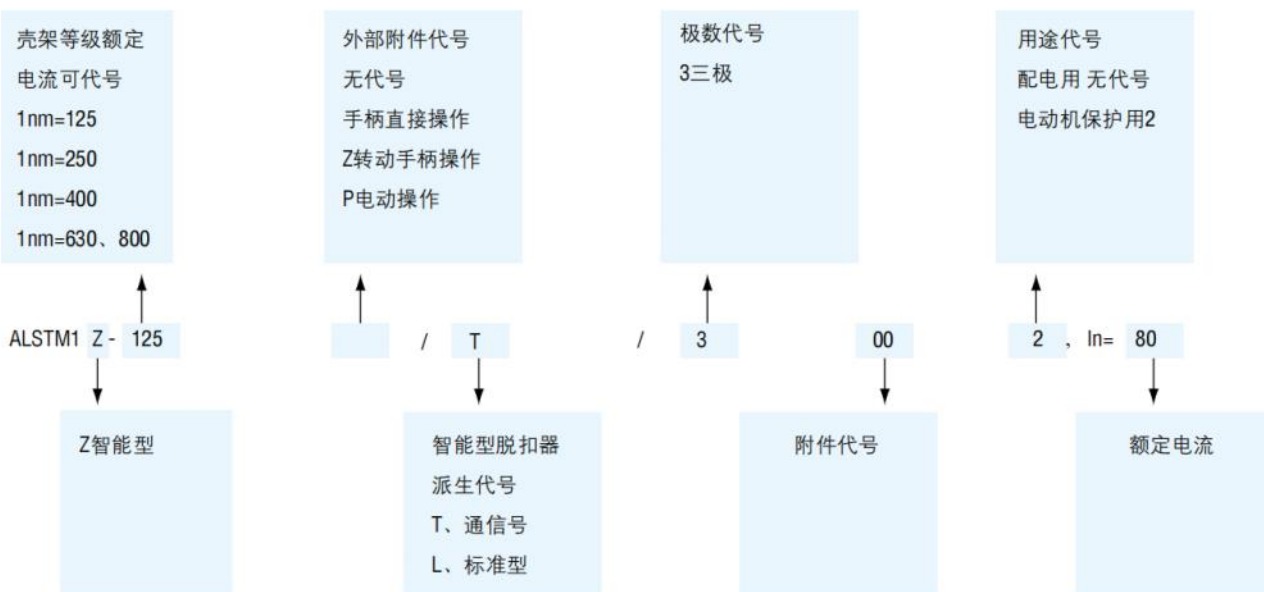 壳架等级额定
电流可代号
1nm=125
1nm=250
1nm=400
1nm=630、800
外部附件代号
无代号
手柄直接操作
Z转动手柄操作
P电动操作
极数代号
3三极
用途代号
配电用 无代号
电动机保护用2
ALSTM1 Z - 125 / T / 3 00 2 , In= 80
Z智能型
智能型脱扣器
派生代号
T、通信号
L、标准型
附件代号
额定电流